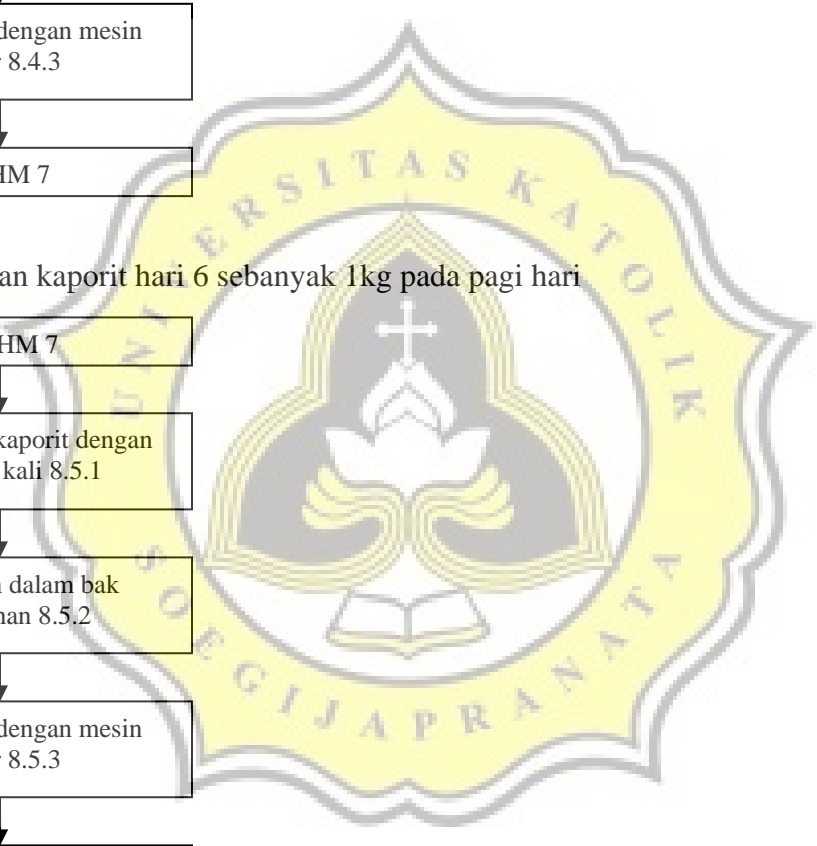 dengan mesin
8.4.3
HM 7
an kaporit hari 6 sebanyak 1kg pada pagi hari
HM 7
kaporit dengan
kali 8.5.1
dalam bak
nan 8.5.2
dengan mesin
8.5.3
UNIVERSITAS KATOLIK
SOEGIJAPRANATA